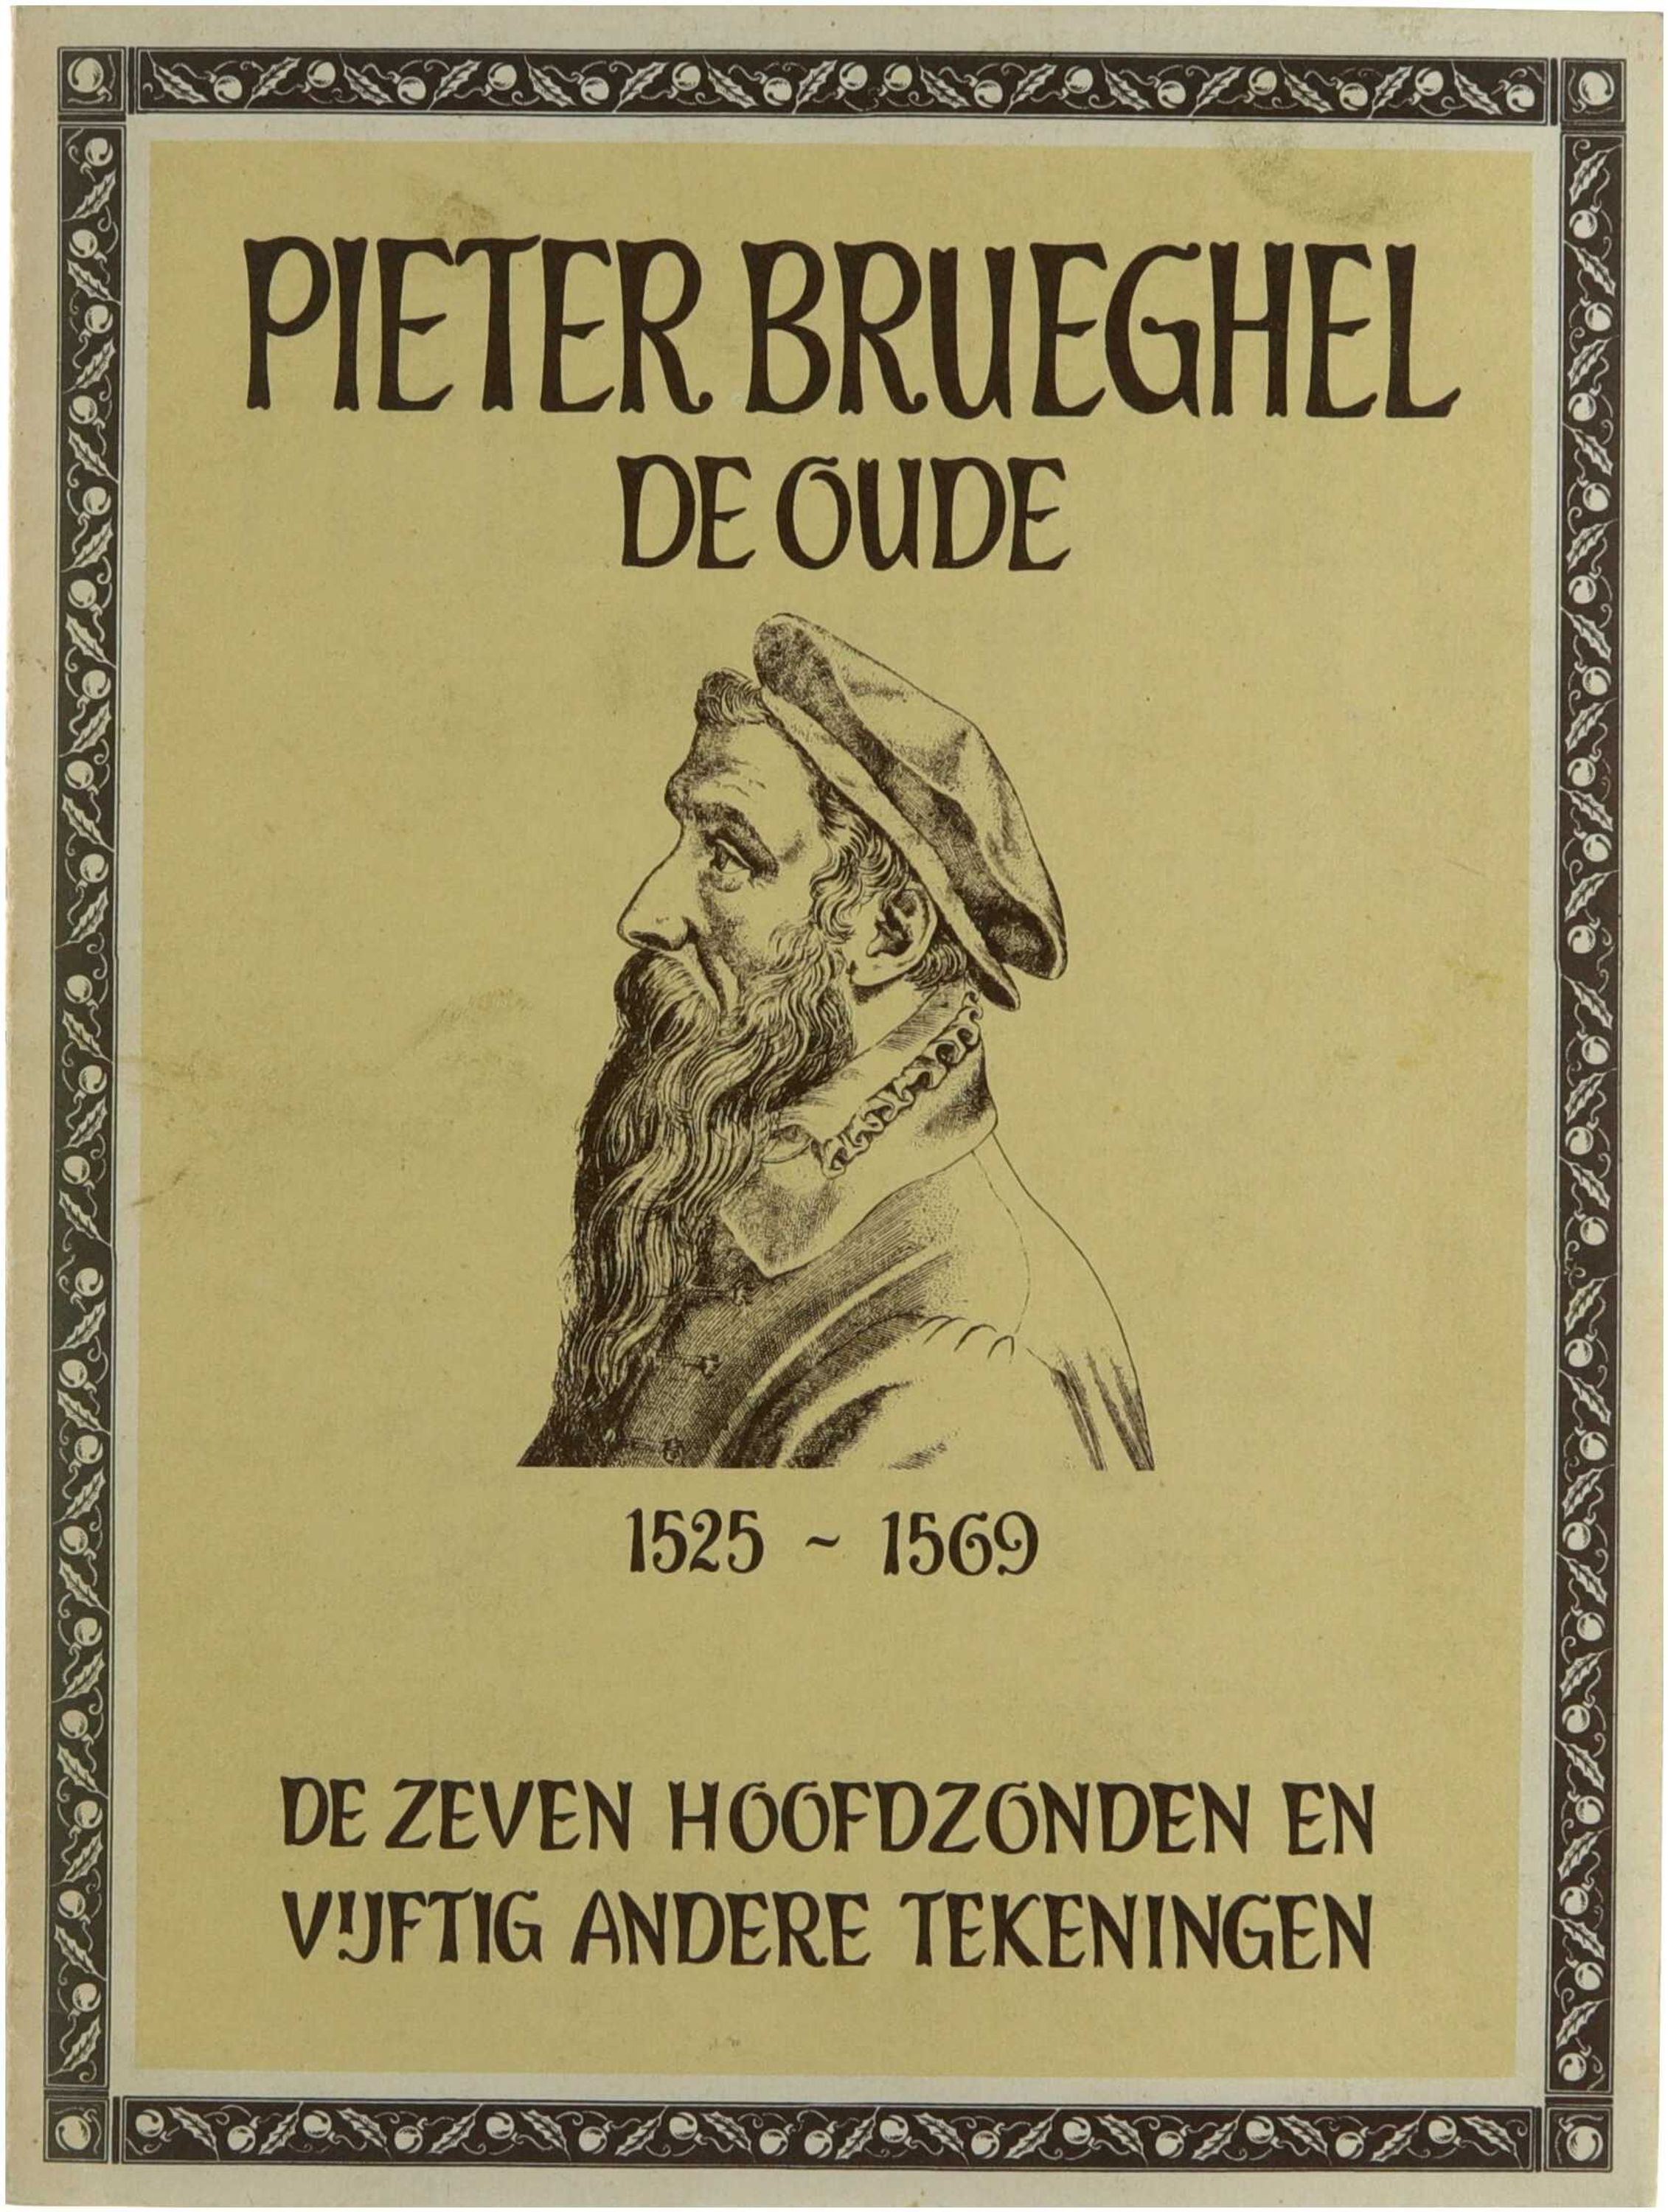 PIETER BRUEGHEL
DE OUDE
1525 ~ 1569
DE ZEVEN HOOFDZONDEN EN
VIJFTIG ANDERE TEKENINGEN